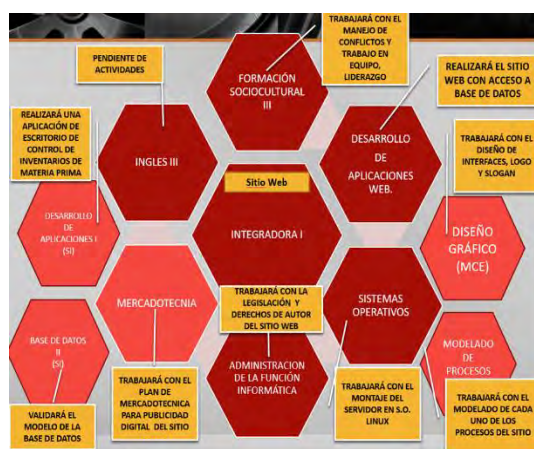 TRABAJARÁ CON EL
MANEJO DE
CONFLICTOS Y TRABAJO
EN EQUIPO,
LIDERAZGO
PENDIENTE DE
ACTIVIDADES
FORMACIÓN
SOCIOCULTURAL
III
REALIZARÁ EL SITIO
WEB CON ACCESO A
BASE DE DATOS
REALIZARÁ UNA
APLICACIÓN DE
ESCRITORIO DE
CONTROL DE
INVENTARIOS DE
MATERIA PRIMA
INGLES III
DESARROLLO
DE
APLICACIONES
WEB.
TRABAJARÁ CON EL
DISEÑO DE
INTERFACES, LOGO
Y SLOGAN
Sitio Web
INTEGRADORA I
DESARROLLO
DE
APLICACIONES I
(SI)
DISEÑO
GRÁFICO
(MCE)
MERCADOTECNIA
TRABAJARÁ CON LA
LEGISLACIÓN Y
DERECHOS DE AUTOR
DEL SITIO WEB
SISTEMAS
OPERATIVOS
BASE DE DATOS
II
(SI)
ADMINISTRACION
DE LA FUNCIÓN
INFORMÁTICA
MODELADO
DE
PROCESOS
VALIDARÁ EL
MODELO DE LA
BASE DE DATOS
TRABAJARÁ CON EL
PLAN DE
MERCADOTECNICA
PARA PUBLICIDAD
DIGITAL DEL SITIO
TRABAJARÁ CON EL
MONTAJE DEL
SERVIDOR EN S.O.
LINUX
TRABAJARÁ CON EL
MODELADO DE CADA
UNO DE LOS
PROCESOS DEL SITIO